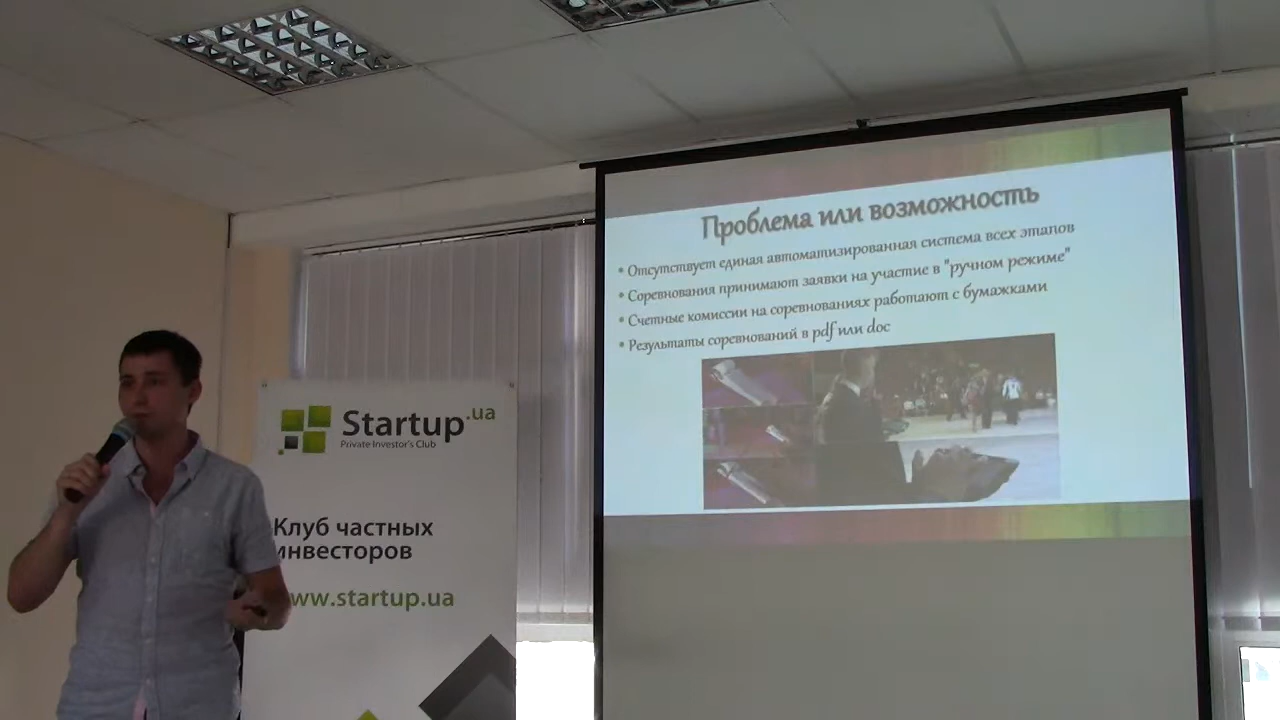 Проблема или возможность
• Отсутствует единая автоматизированная система всех этапов
• Соревнования принимают заявки на участие в "ручном режиме"
• Счетные комиссии на соревнованиях работают с бумажками
• Результаты соревнований в pdf или doc
Startup.ua
Private Investor's Club
Клуб частных
инвесторов
www.startup.ua